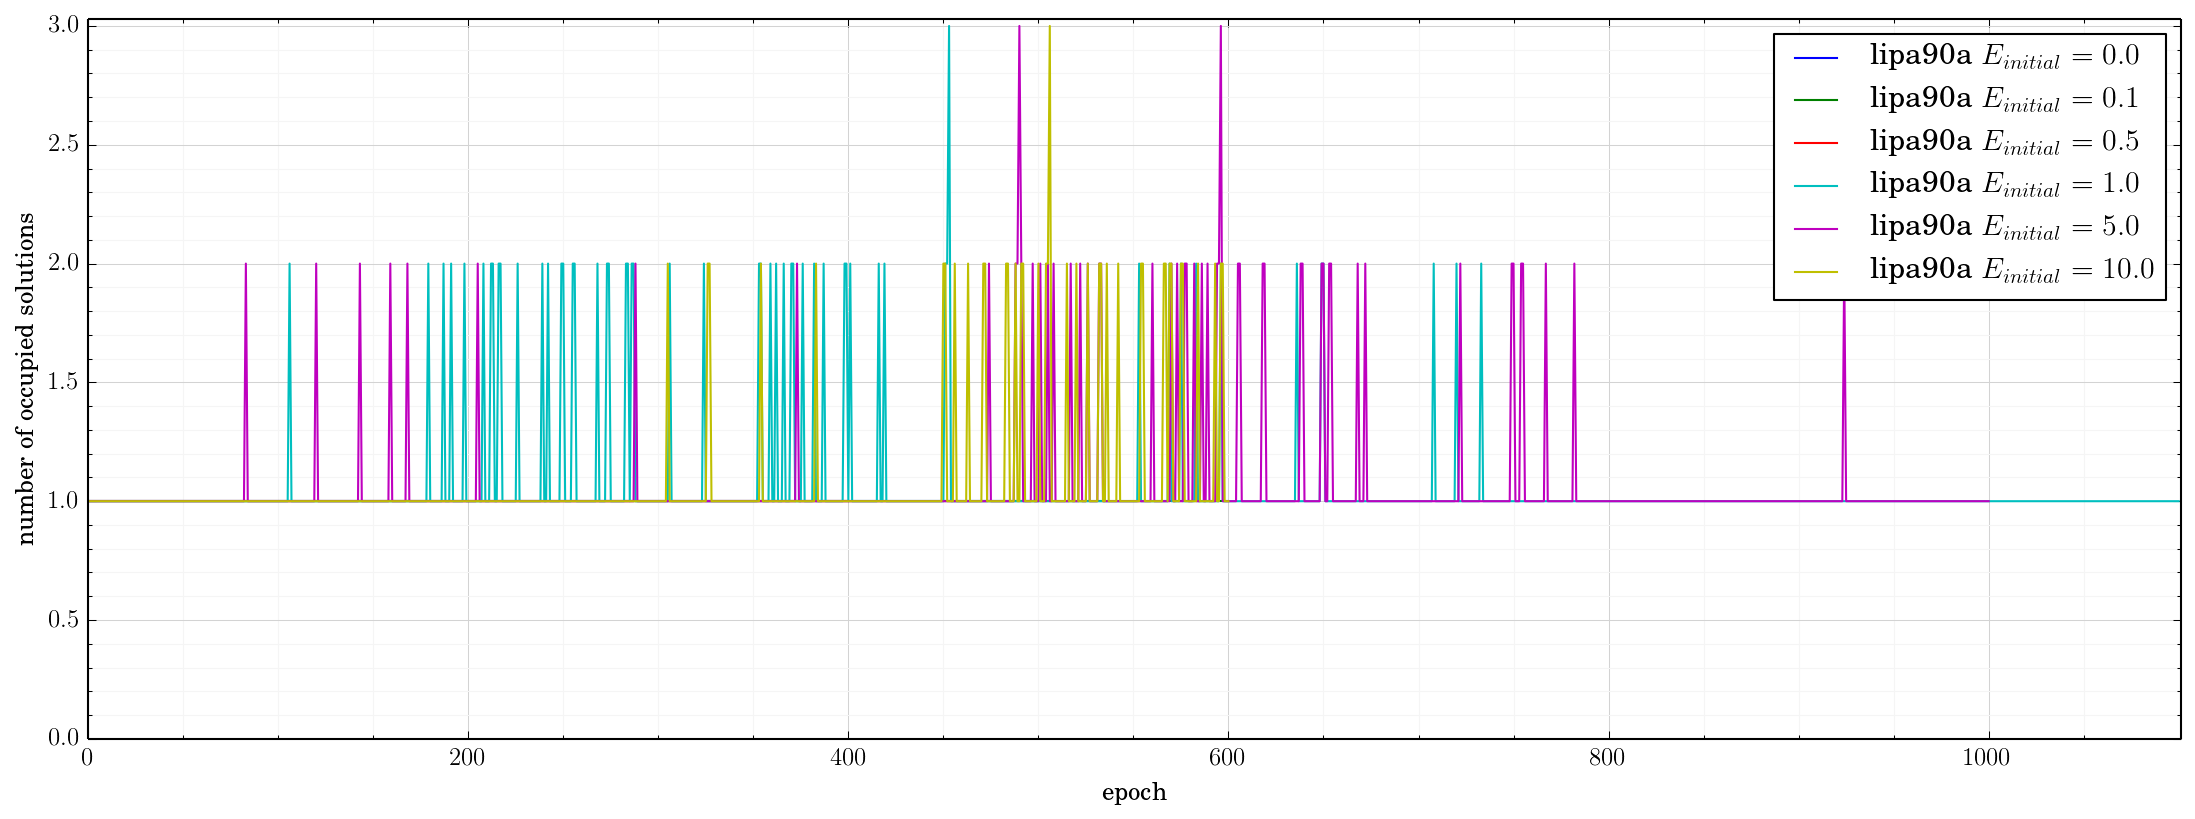 3.0
2.5
2.0
1.5
1.0
0.5
0.0
number of occupied solutions
0 200 400 600 800 1000
epoch
lipa90a E_initial = 0.0
lipa90a E_initial = 0.1
lipa90a E_initial = 0.5
lipa90a E_initial = 1.0
lipa90a E_initial = 5.0
lipa90a E_initial = 10.0